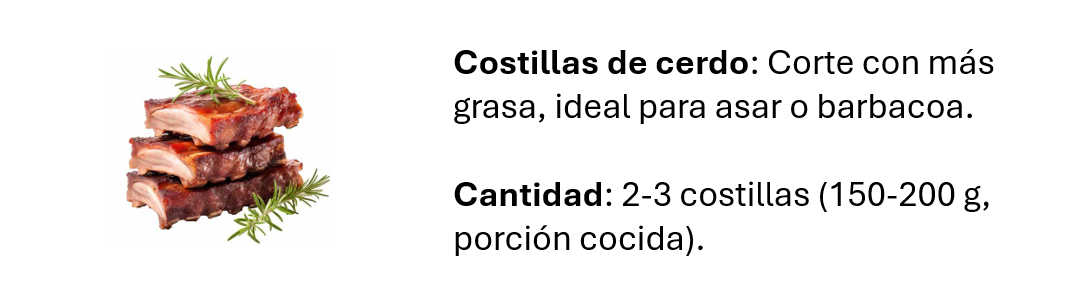 Costillas de cerdo: Corte con más
grasa, ideal para asar o barbacoa.
Cantidad: 2-3 costillas (150-200 g,
porción cocida).